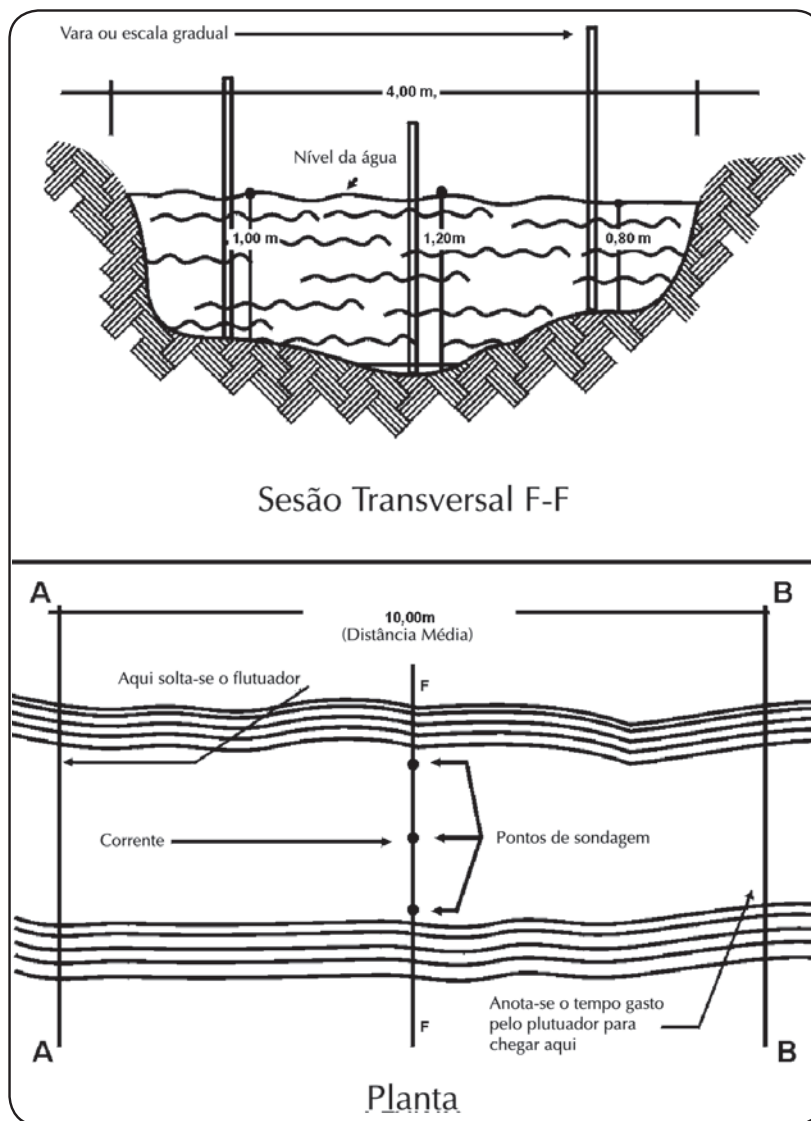 Vara ou escala gradual
4,00 m,
Nível da água
1,00 m
1,20m
0,80 m
Sesão Transversal F-F
A
B
10,00m
(Distância Média)
Aqui solta-se o flutuador
F
Corrente
Pontos de sondagem
Anota-se o tempo gasto
pelo plutuador para
chegar aqui
F
A
B
Planta